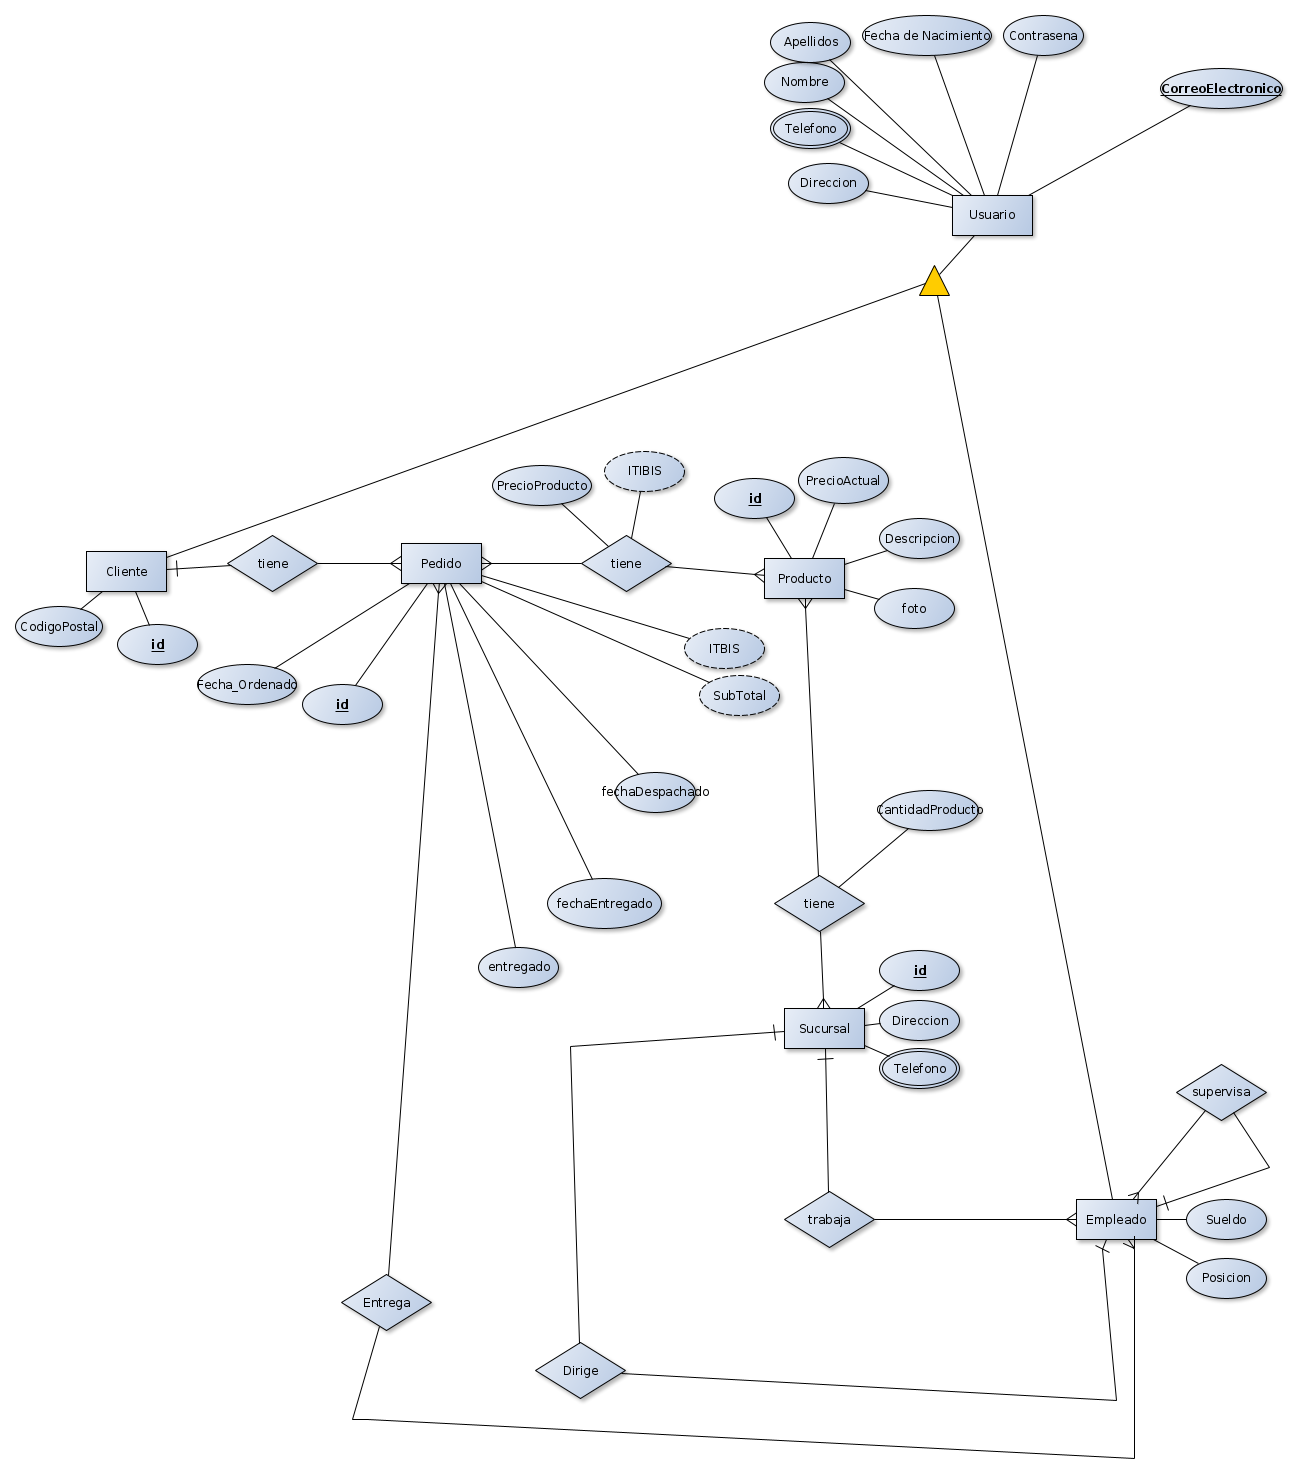 Apellidos
Fecha de Nacimiento
Contrasena
Nombre
CorreoElectronico
Telefono
Direccion
Usuario
PrecioProducto
ITIBIS
id
PrecioActual
Descripcion
Cliente
tiene
Pedido
tiene
Producto
foto
CodigoPostal
id
ITBIS
Fecha_Ordenado
id
SubTotal
fechaDespachado
CantidadProducto
fechaEntregado
tiene
entregado
id
Direccion
Sucursal
Telefono
supervisa
trabaja
Empleado
Sueldo
Posicion
Entrega
Dirige